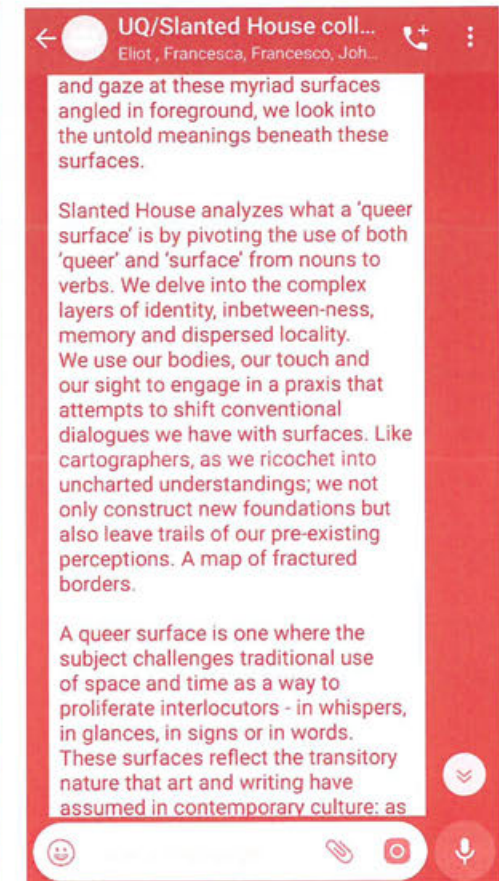 UQ/Slanted House coll...
Eliot , Francesca, Francesco, Joh...
and gaze at these myriad surfaces
angled in foreground, we look into
the untold meanings beneath these
surfaces.
Slanted House analyzes what a 'queer
surface' is by pivoting the use of both
'queer' and 'surface' from nouns to
verbs. We delve into the complex
layers of identity, inbetween-ness,
memory and dispersed locality.
We use our bodies, our touch and
our sight to engage in a praxis that
attempts to shift conventional
dialogues we have with surfaces. Like
cartographers, as we ricochet into
uncharted understandings; we not
only construct new foundations but
also leave trails of our pre-existing
perceptions. A map of fractured
borders.
A queer surface is one where the
subject challenges traditional use
of space and time as a way to
proliferate interlocutors - in whispers,
in glances, in signs or in words.
These surfaces reflect the transitory
nature that art and writing have
assumed in contemporary culture: as